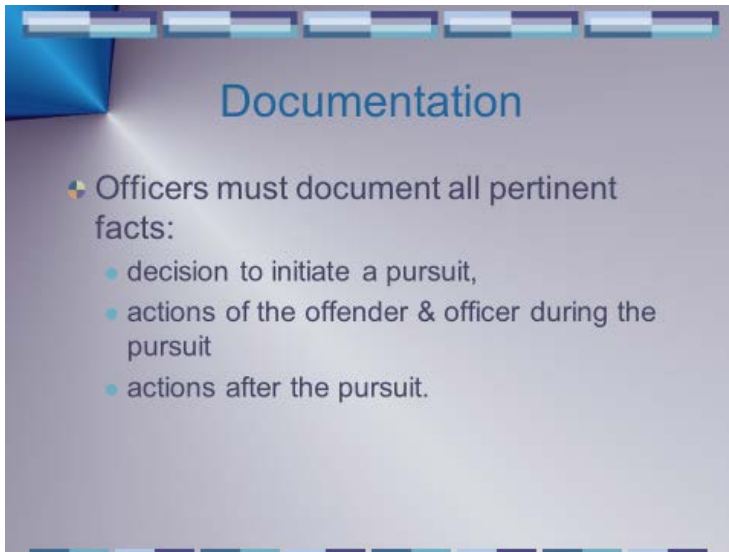 Documentation
Officers must document all pertinent
facts:
decision to initiate a pursuit,
actions of the offender & officer during the
pursuit
actions after the pursuit.